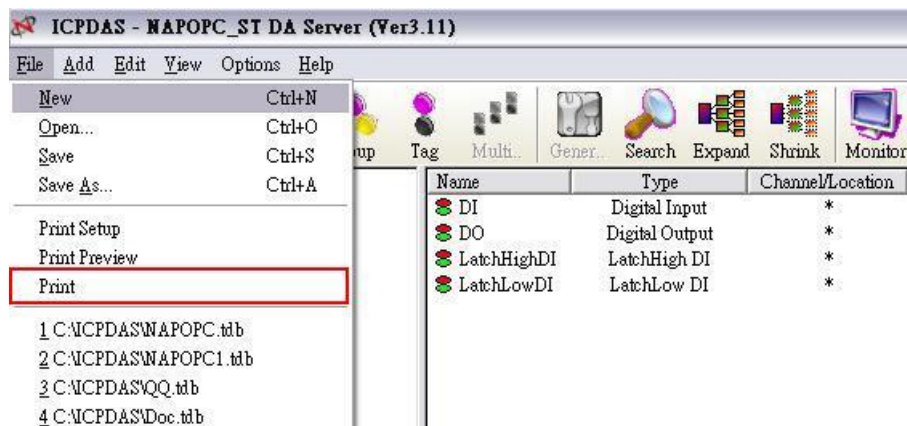 ICPDAS - NAPOPC_ST DA Server (Ver3.11)
File Add Edit View Options Help
New Ctrl+N
Open... Ctrl+O
Save Ctrl+S
Save As... Ctrl+A
Print Setup
Print Preview
Print
1 C:\ICPDAS\NAPOPC.tdb
2 C:\ICPDAS\NAPOPC1.tdb
3 C:\ICPDAS\QQ.tdb
4 C:\ICPDAS\Doc.tdb
up Tag Multi.. Gener.. Search Expand Shrink Monitor
Name Type Channel/Location
DI Digital Input *
DO Digital Output *
LatchHighDI LatchHigh DI *
LatchLowDI LatchLow DI *